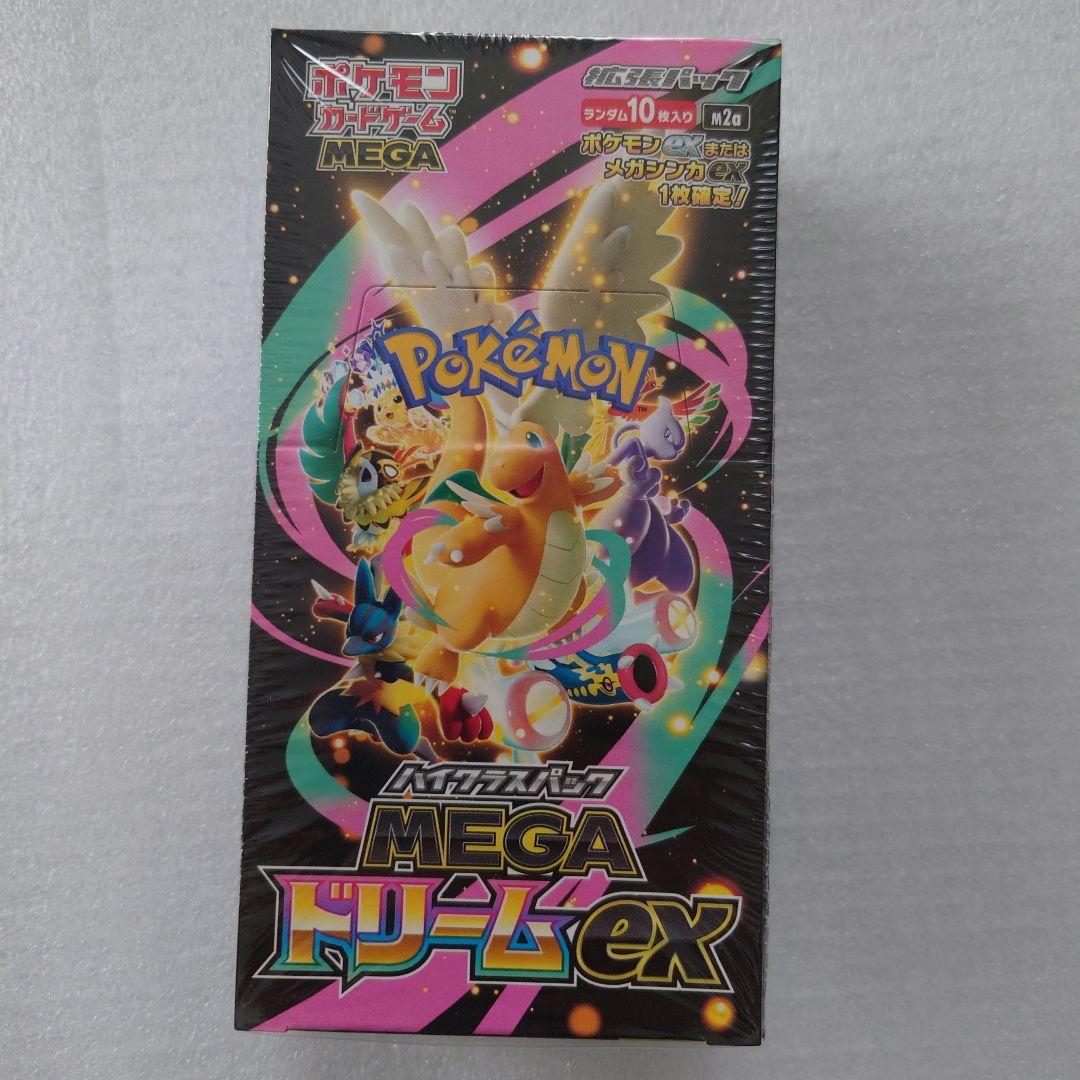 ポケモン
カードゲーム™
MEGA
拡張パック
ランダム10枚入り M2a
ポケモンexまたは
メガシンカex
1枚確定！
POKéMON™
ハイクラスパック
MEGA
ドリームex